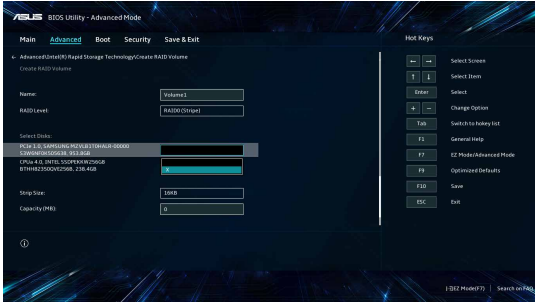 ASUS BIOS Utility - Advanced Mode
Main Advanced Boot Security Save & Exit
Hot Keys
← Advanced\Intel(R) Rapid Storage Technology\Create RAID Volume
Create RAID Volume
Name: Volume1
RAID Level: RAID0(Stripe)
Select Disks:
PCIe 1.0, SAMSUNG MZVLB1T0HALR-00000
S3W6NF0K505638, 953.8GB
CPUa 4.0, INTEL SSDPEKKW256G8
BTHH82350QVE256B, 238.4GB
X
Strip Size: 16KB
Capacity (MB): 0
← → Select Screen
↑ ↓ Select Item
Enter Select
+ − Change Option
Tab Switch to hokey list
F1 General Help
F7 EZ Mode/Advanced Mode
F9 Optimized Defaults
F10 Save
ESC Exit
EZ Mode(F7) | Search on FAQ